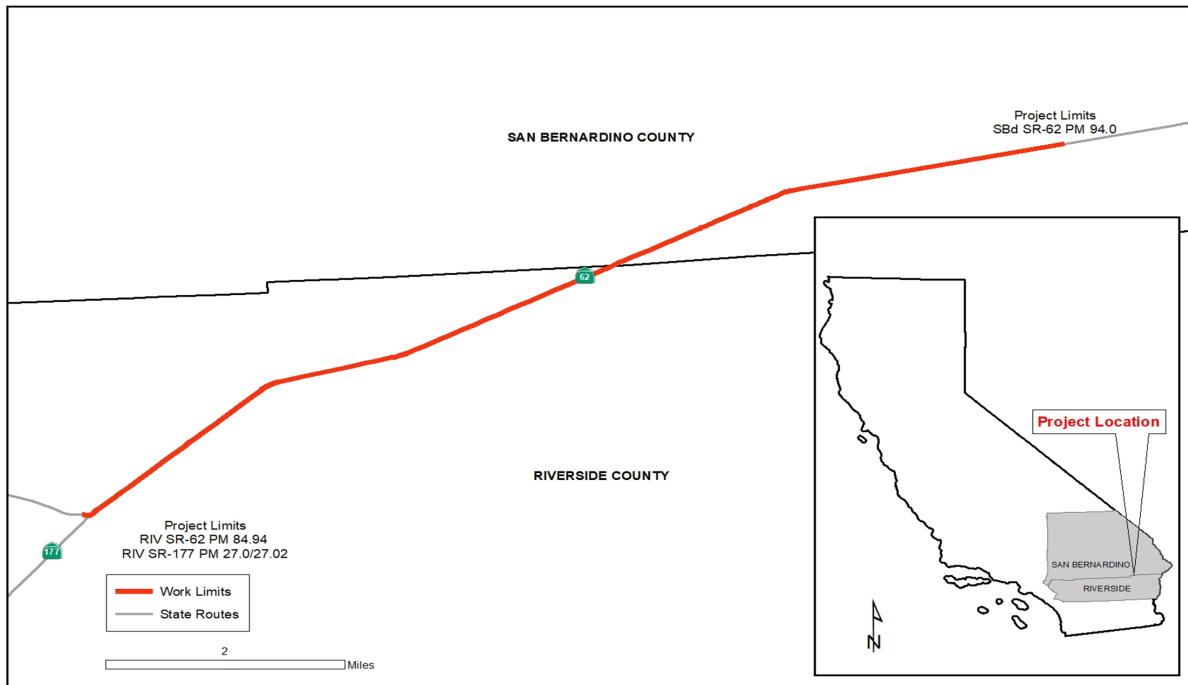 Project Limits
SBd SR-62 PM 94.0
SAN BERNARDINO COUNTY
62
RIVERSIDE COUNTY
Project Limits
RIV SR-62 PM 84.94
RIV SR-177 PM 27.0/27.02
177
Work Limits
State Routes
2
Miles
Project Location
SAN BERNARDINO
RIVERSIDE
N